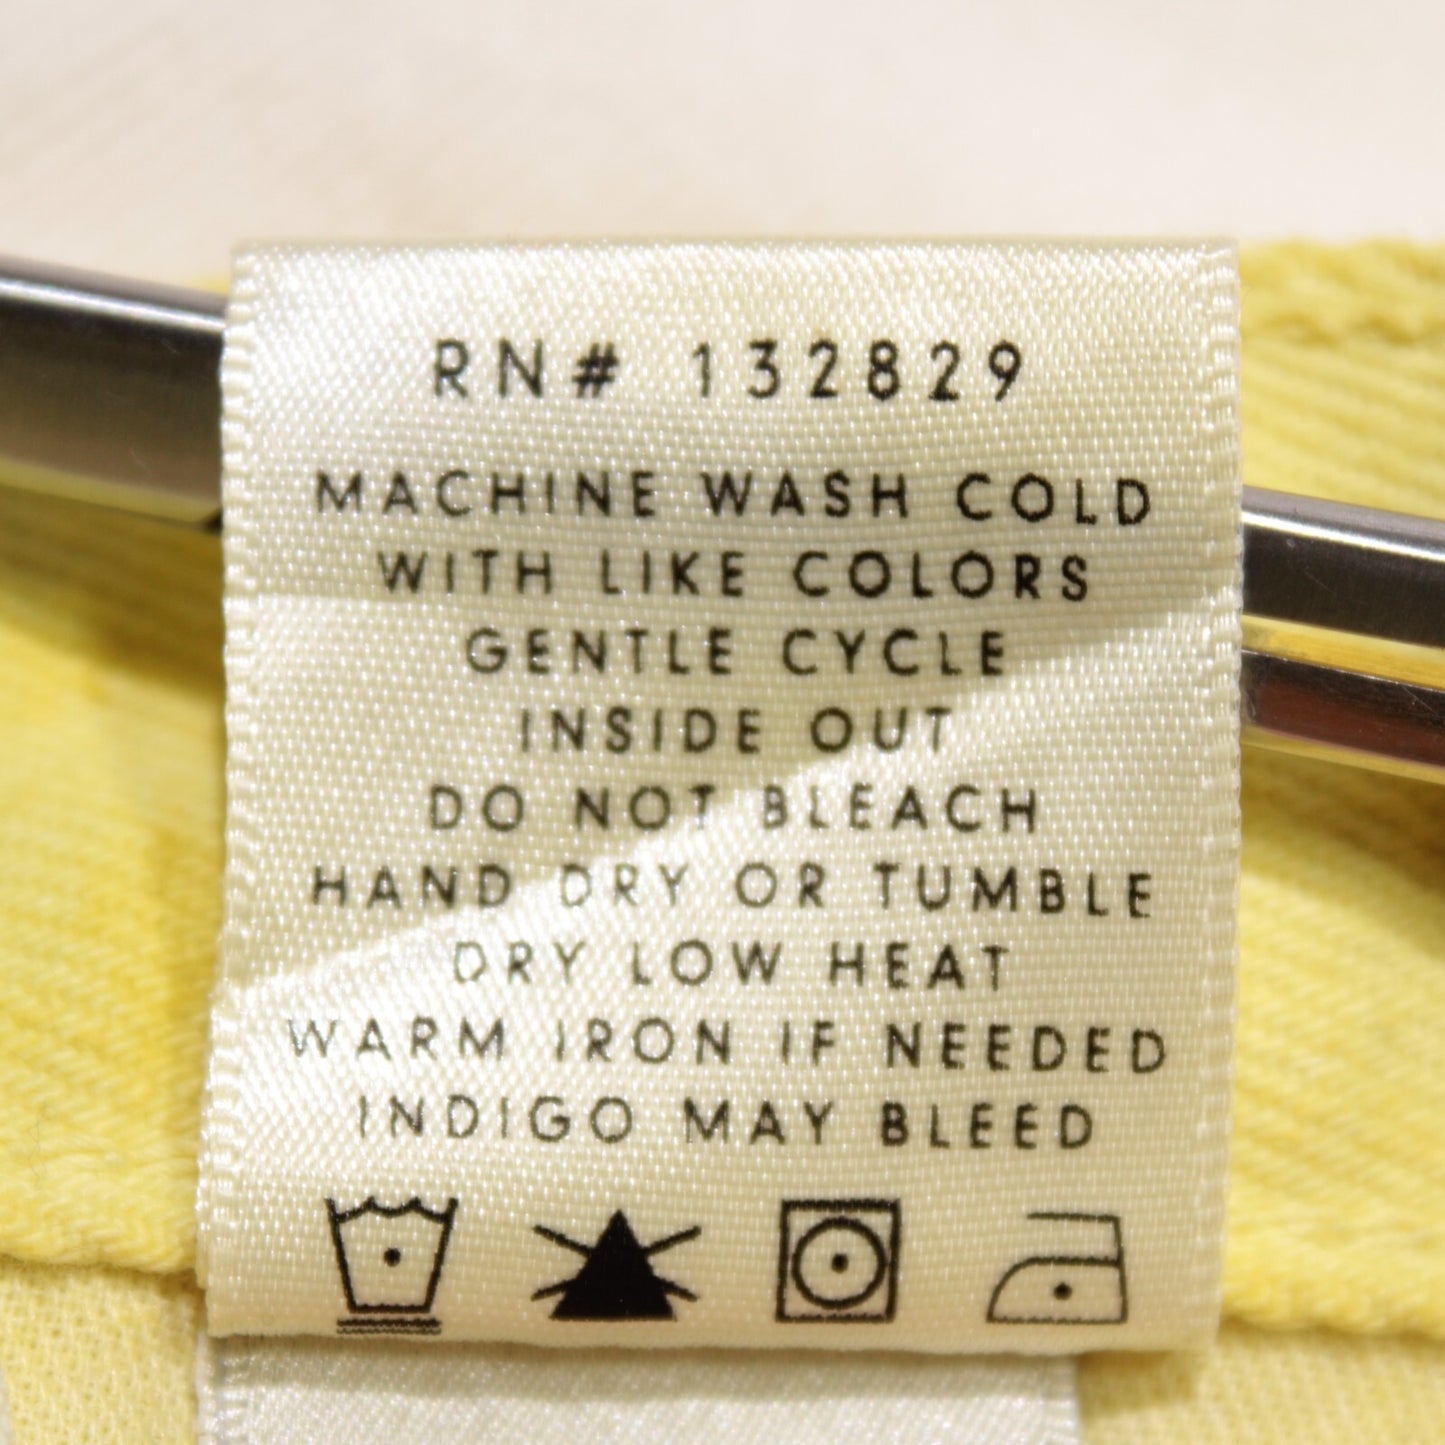 RN# 132829
MACHINE WASH COLD
WITH LIKE COLORS
GENTLE CYCLE
INSIDE OUT
DO NOT BLEACH
HAND DRY OR TUMBLE
DRY LOW HEAT
WARM IRON IF NEEDED
INDIGO MAY BLEED